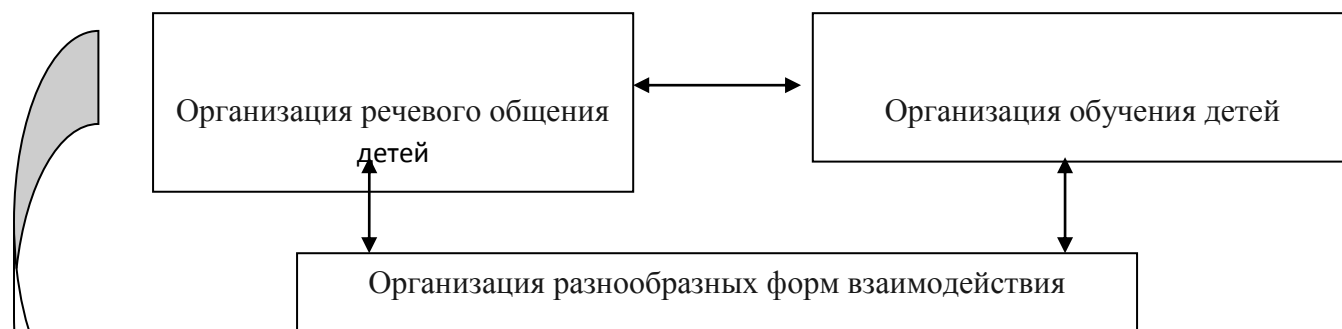 Организация речевого общения
детей
Организация обучения детей
Организация разнообразных форм взаимодействия